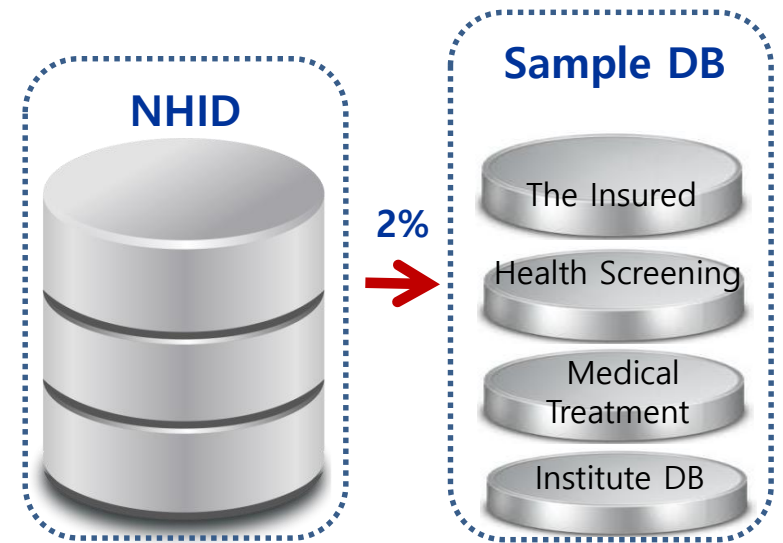 NHID
2%
Sample DB
The Insured
Health Screening
Medical
Treatment
Institute DB